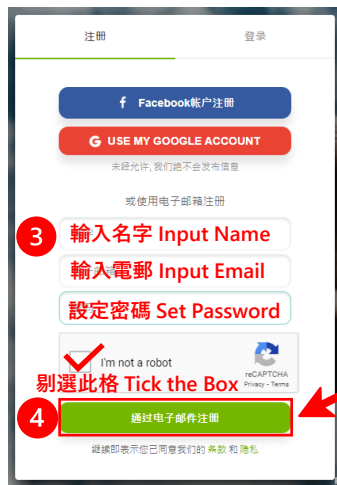 注册 登录
Facebook帐户注册
G USE MY GOOGLE ACCOUNT
未经允许,我们绝不会发布信息
或使用电子邮箱注册
3 輸入名字 Input Name
輸入電郵 Input Email
設定密碼 Set Password
I'm not a robot
reCAPTCHA
Privacy - Terms
剔選此格 Tick the Box
4 通过电子邮件注册
继续即表示您已同意我们的 条款 和 隐私